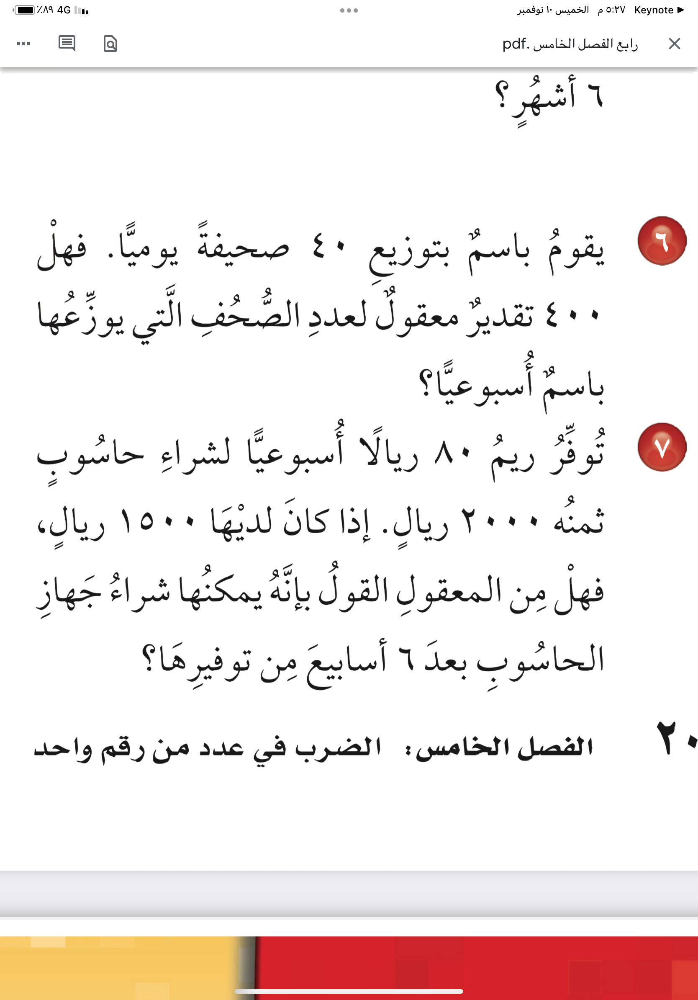 ٪٨٩ 4G
الخميس ١٠ نوفمبر ٥:٢٧ م Keynote
رابع الفصل الخامس .pdf
٦ أشهُرٍ؟
٦ يقومُ باسمٌ بتوزيعِ ٤٠ صحيفةً يوميًّا. فهلْ
٤٠٠ تقديرٌ معقولٌ لعددِ الصُّحُفِ الَّتي يوزِّعُها
باسمٌ أُسبوعيًّا؟
٧ تُوفِّرُ ريمُ ٨٠ ريالًا أُسبوعيًّا لشراءِ حاسُوبٍ
ثمنُه ٢٠٠٠ ريالٍ. إذا كانَ لديْهَا ١٥٠٠ ريالٍ،
فهلْ مِن المعقولِ القولُ بإنَّهُ يمكنُها شراءُ جَهازِ
الحاسُوبِ بعدَ ٦ أسابيعَ مِن توفيرِهَا؟
٢٠ الفصل الخامس: الضرب في عدد من رقم واحد